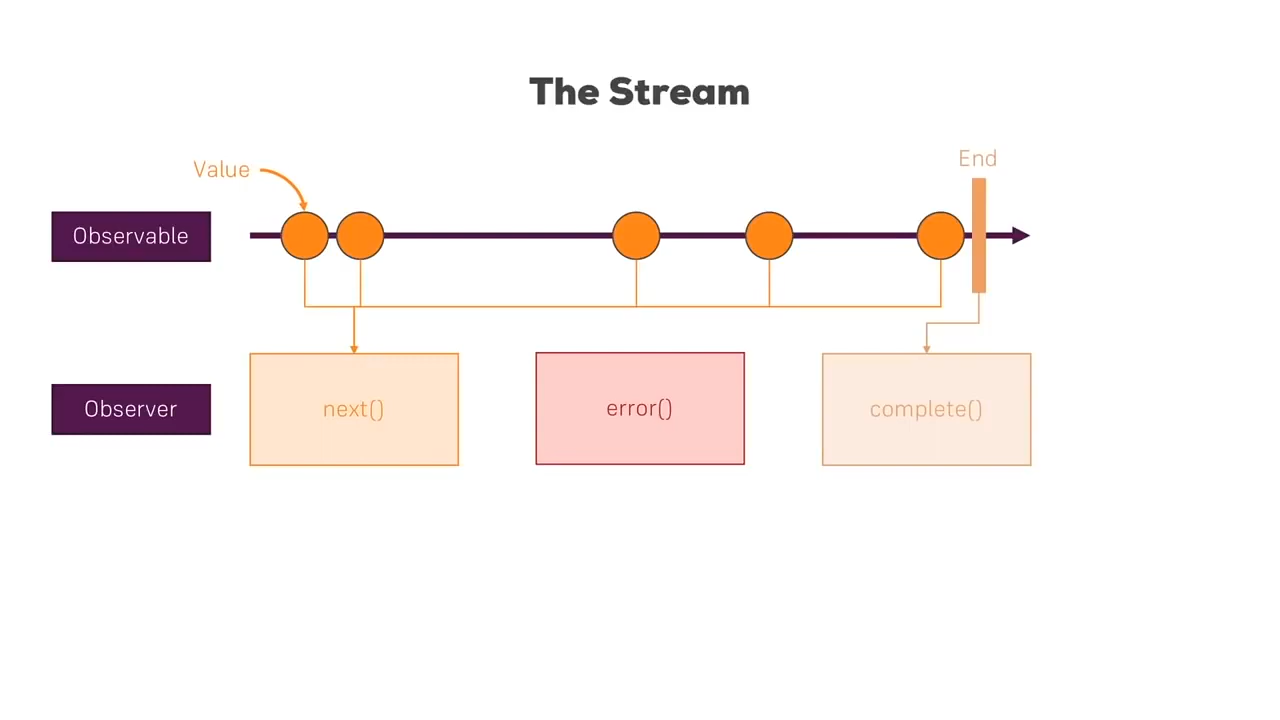 The Stream
Value
End
Observable
Observer
next()
error()
complete()